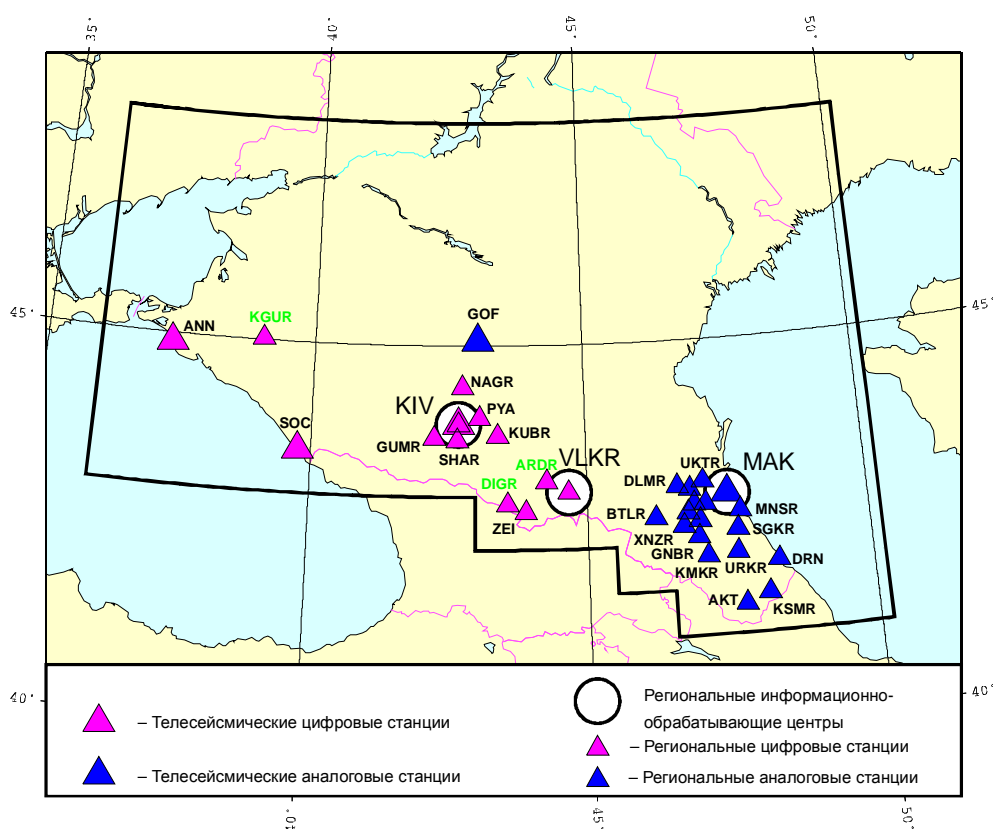 35°
40°
45°
50°
45°
45°
KGUR
ANN
GOF
NAGR
KIV
PYA
SOC
GUMR
KUBR
SHAR
VLKR
ARDR
DIGR
ZEI
UKTR
MAK
DLMR
MNSR
BTLR
SGKR
XNZR
GNBR
DRN
URKR
KMKR
AKT
KSMR
40°
40°
– Телесейсмические цифровые станции
– Телесейсмические аналоговые станции
Региональные информационно-
обрабатывающие центры
– Региональные цифровые станции
– Региональные аналоговые станции
40°
45°
50°